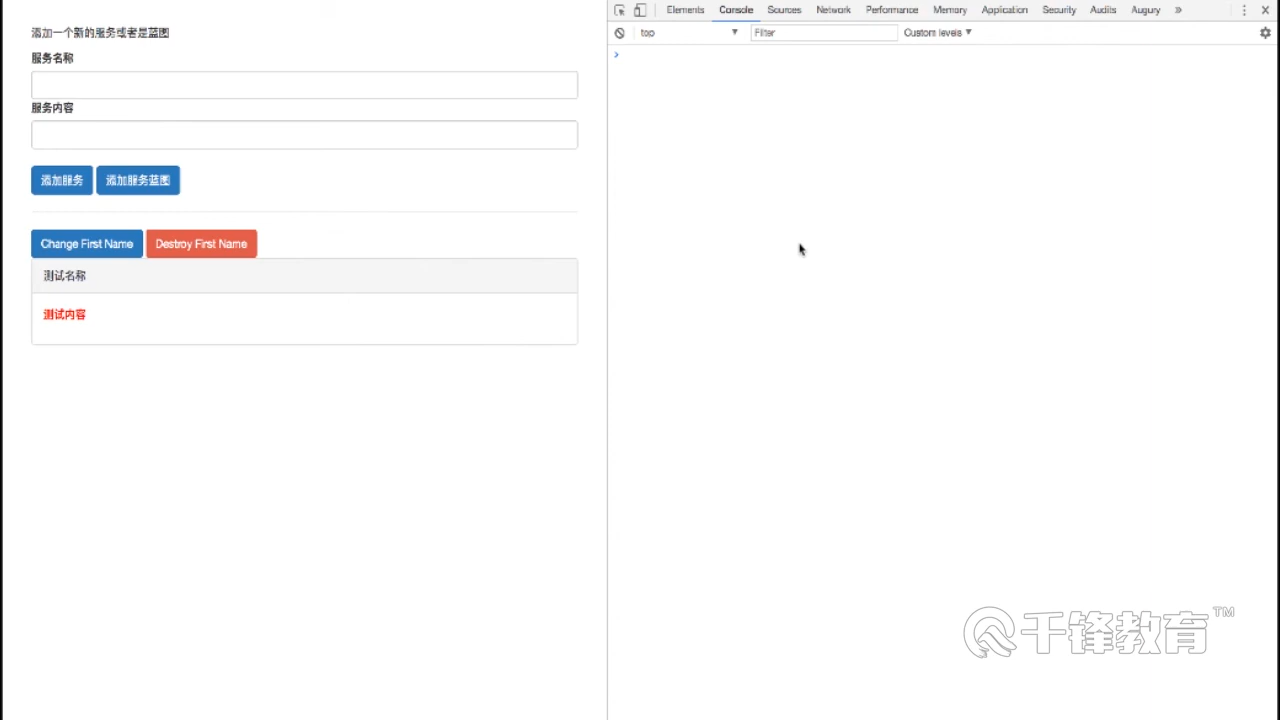 添加一个新的服务或者是蓝图
服务名称
服务内容
添加服务 添加服务蓝图
Change First Name Destroy First Name
测试名称
测试内容
Elements Console Sources Network Performance Memory Application Security Audits Augury »
top Filter Custom levels
千锋教育 TM